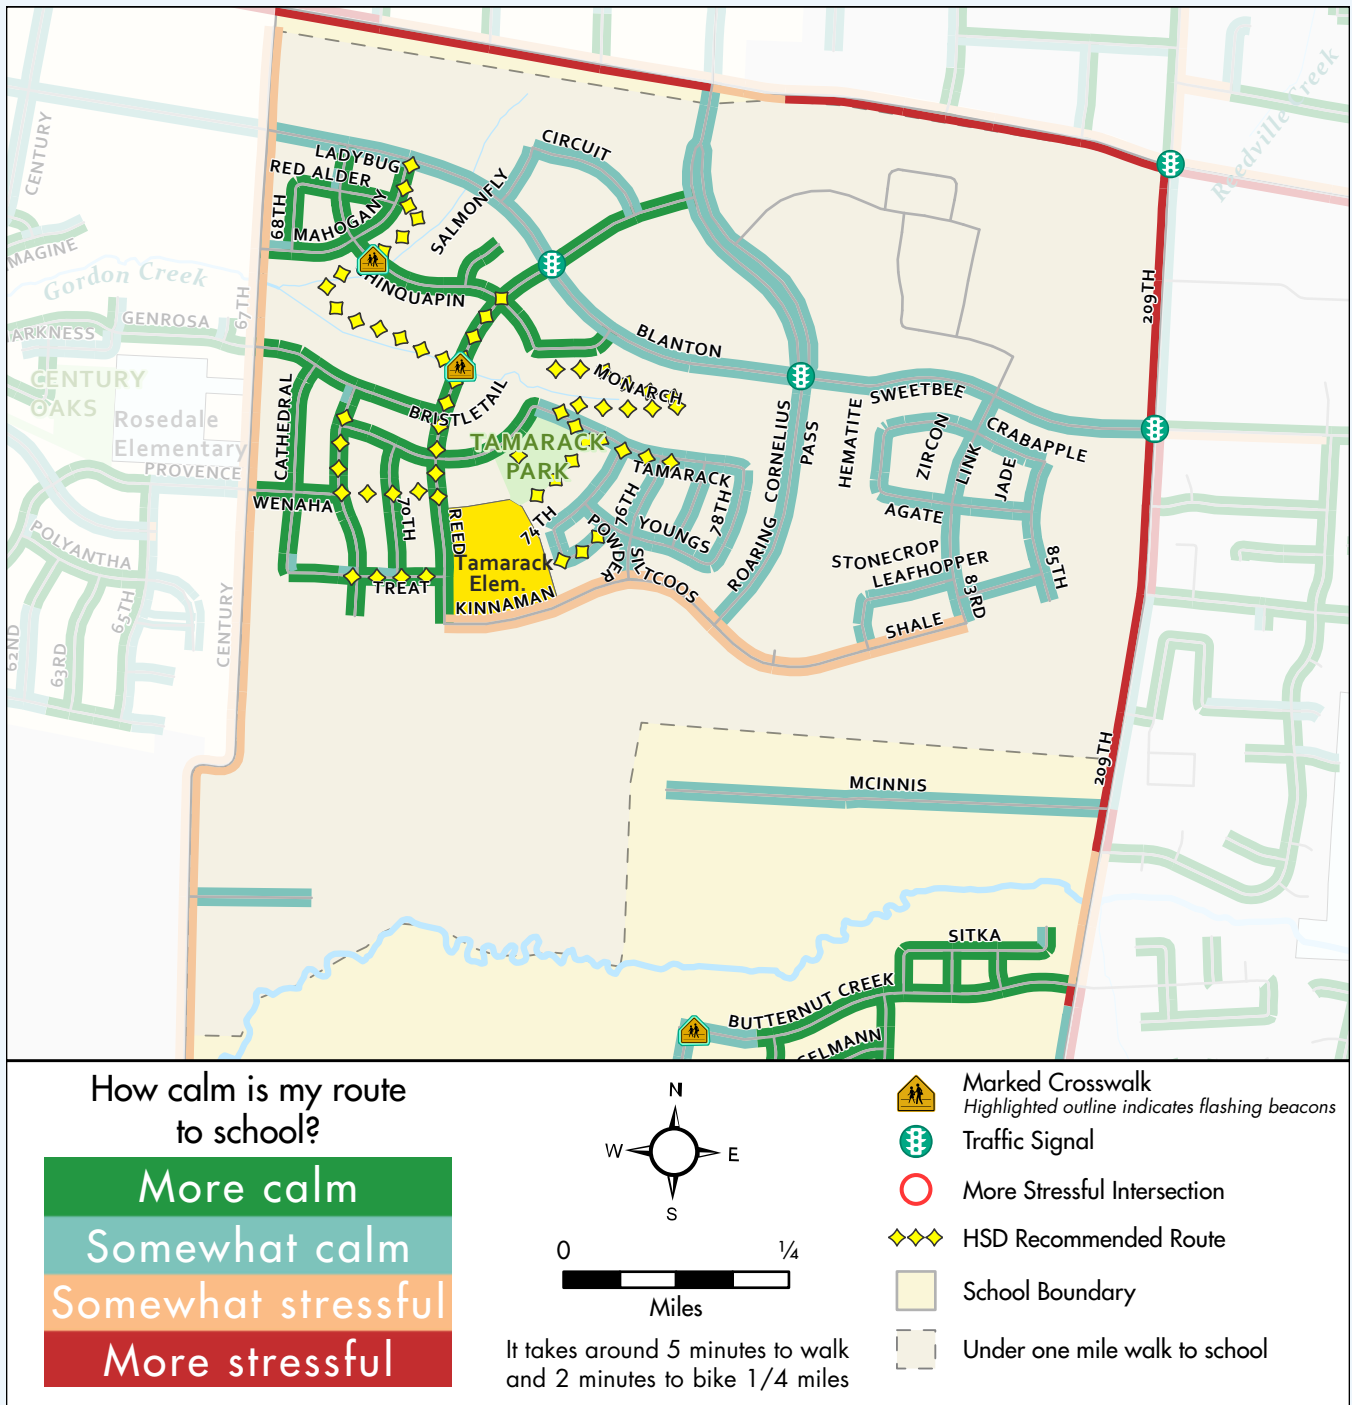 CIRCUIT
LADYBUG
RED ALDER
68TH
MAHOGANY
SALMONFLY
CENTURY
Reedville Creek
Gordon Creek
67TH
GENROSA
CENTURY
OAKS
Rosedale
Elementary
PROVENCE
CATHEDRAL
WENAHA
BLANTON
MONARCH
BRISTLETAIL
TAMARACK
PARK
TAMARACK
SWEETBEE
CRABAPPLE
HEMATITE
ZIRCON
LINK
JADE
AGATE
209TH
ROARING CORNELIUS
PASS
70TH
REED
74TH
76TH
78TH
YOUNGS
POWDER
SILTCOOS
Tamarack
Elem.
TREAT
KINNAMAN
STONECROP
LEAFHOPPER
83RD
85TH
SHALE
POLYANTHA
65TH
63RD
62ND
CENTURY
209TH
MCINNIS
SITKA
BUTTERNUT CREEK
How calm is my route
to school?
More calm
Somewhat calm
Somewhat stressful
More stressful
N
W E
S
0 ¼
Miles
It takes around 5 minutes to walk
and 2 minutes to bike 1/4 miles
Marked Crosswalk
Highlighted outline indicates flashing beacons
Traffic Signal
More Stressful Intersection
HSD Recommended Route
School Boundary
Under one mile walk to school